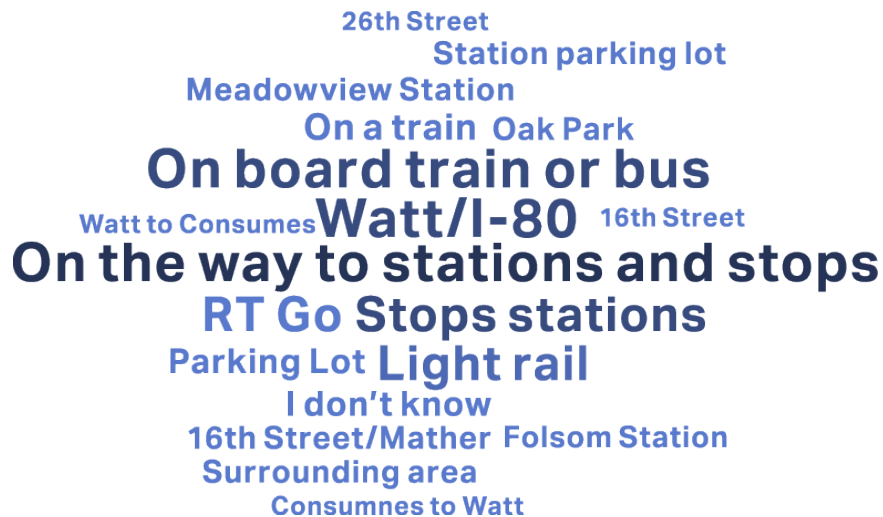 26th Street
Station parking lot
Meadowview Station
On a train Oak Park
On board train or bus
Watt to Consumes Watt/I-80 16th Street
On the way to stations and stops
RT Go Stops stations
Parking Lot Light rail
I don't know
16th Street/Mather Folsom Station
Surrounding area
Consumnes to Watt